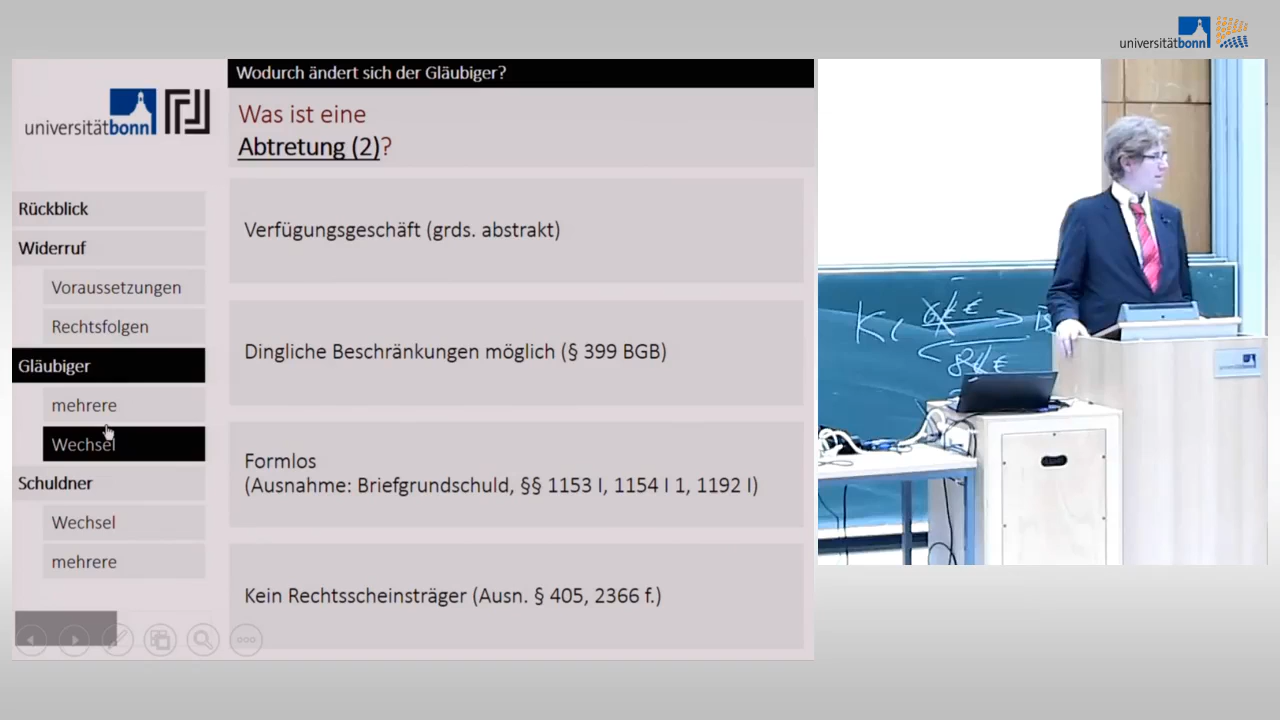 universitätbonn
Wodurch ändert sich der Gläubiger?
universitätbonn
Was ist eine
Abtretung (2)?
Rückblick
Widerruf
Voraussetzungen
Rechtsfolgen
Gläubiger
mehrere
Wechsel
Schuldner
Wechsel
mehrere
Verfügungsgeschäft (grds. abstrakt)
Dingliche Beschränkungen möglich (§ 399 BGB)
Formlos
(Ausnahme: Briefgrundschuld, §§ 1153 I, 1154 I 1, 1192 I)
Kein Rechtsscheinsträger (Ausn. § 405, 2366 f.)
K
€
€